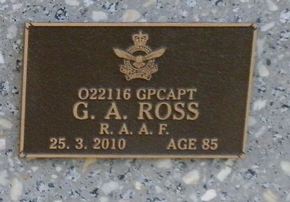 O22116 GPCAPT
G. A. ROSS
R. A. A. F.
25. 3. 2010 AGE 85